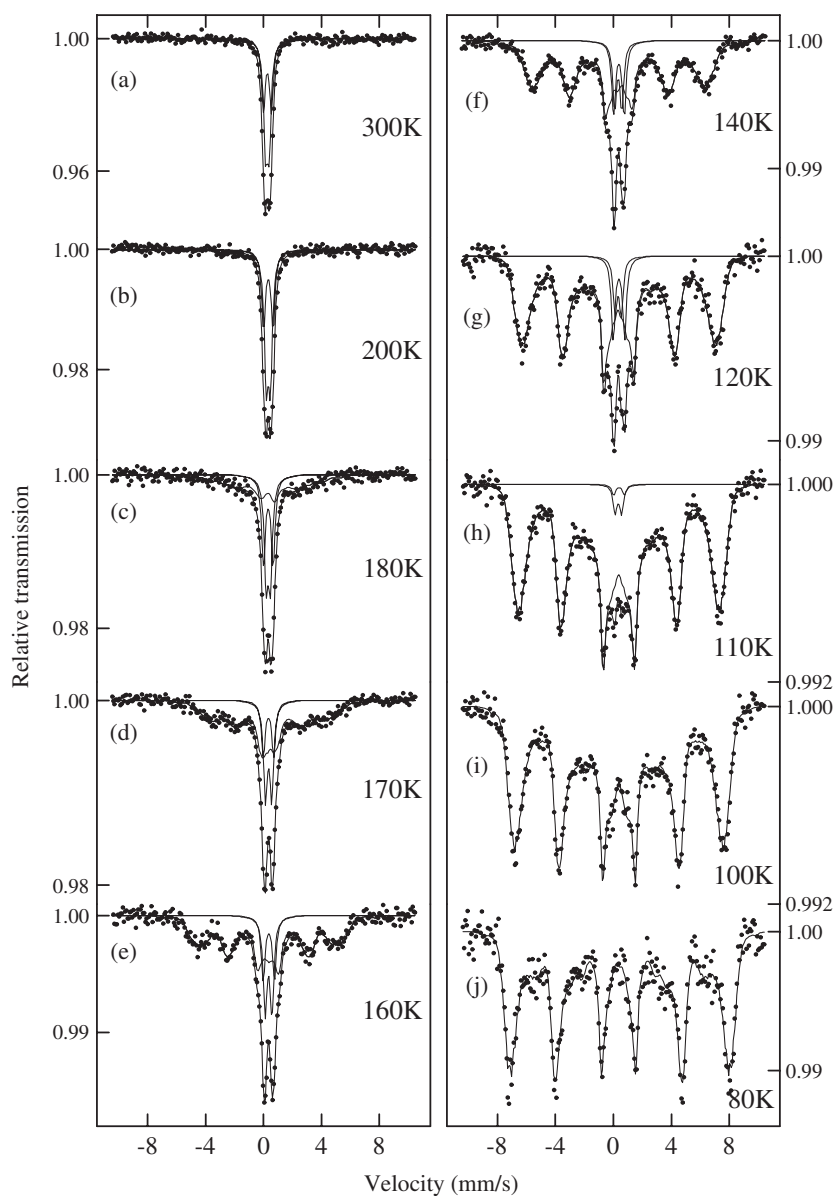 1.00
(a)
300K
0.96
1.00
(b)
200K
0.98
1.00
(c)
180K
0.98
1.00
(d)
170K
0.98
1.00
(e)
160K
0.99
-8 -4 0 4 8
Relative transmission
1.00
(f)
140K
0.99
1.00
(g)
120K
0.99
1.000
(h)
110K
0.992
1.000
(i)
100K
0.992
1.00
(j)
0.99
80K
-8 -4 0 4 8
Velocity (mm/s)